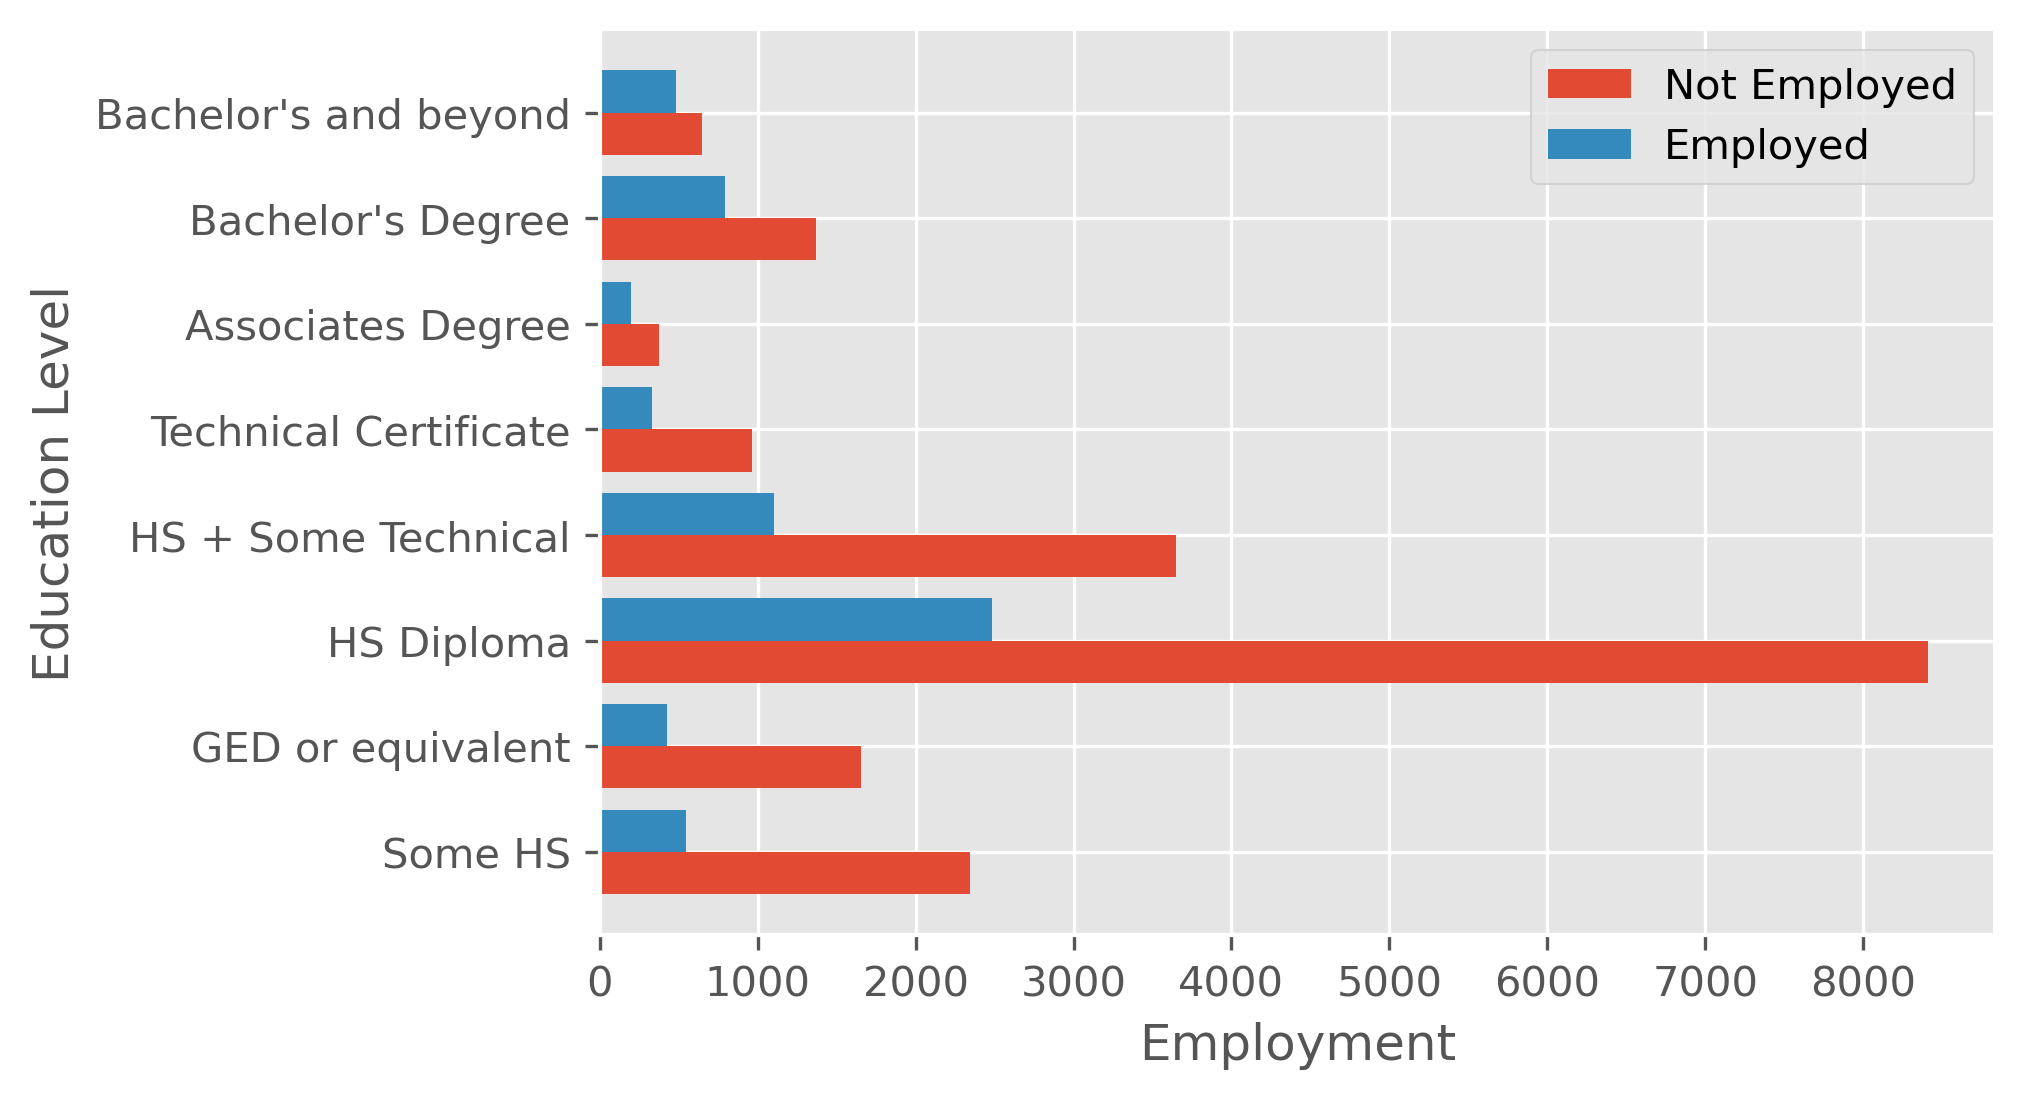 Not Employed
Employed
Bachelor's and beyond
Bachelor's Degree
Associates Degree
Technical Certificate
HS + Some Technical
HS Diploma
GED or equivalent
Some HS
Education Level
0 1000 2000 3000 4000 5000 6000 7000 8000
Employment